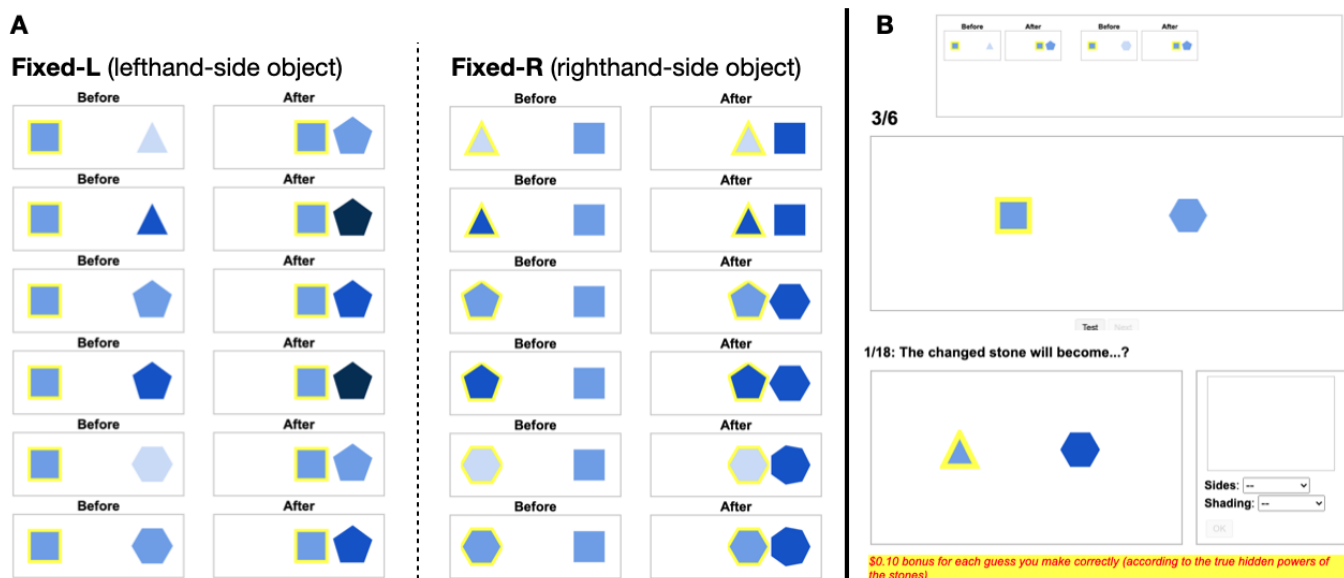 A
Fixed-L (lefthand-side object)
Before After
Before After
Before After
Before After
Before After
Before After
Fixed-R (righthand-side object)
Before After
Before After
Before After
Before After
Before After
Before After
B
Before After Before After
3/6
Test Next
1/18: The changed stone will become...?
Sides: --
Shading: --
OK
$0.10 bonus for each guess you make correctly (according to the true hidden powers of
the stones)